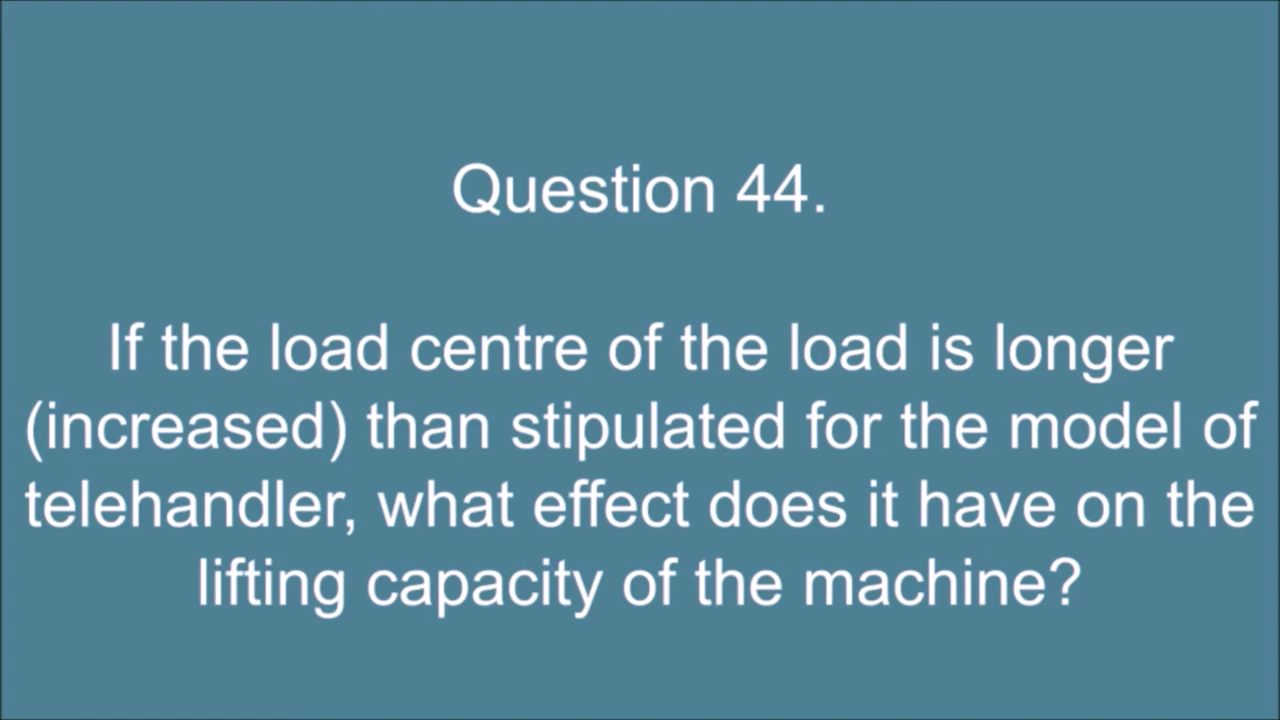 Question 44.
If the load centre of the load is longer
(increased) than stipulated for the model of
telehandler, what effect does it have on the
lifting capacity of the machine?